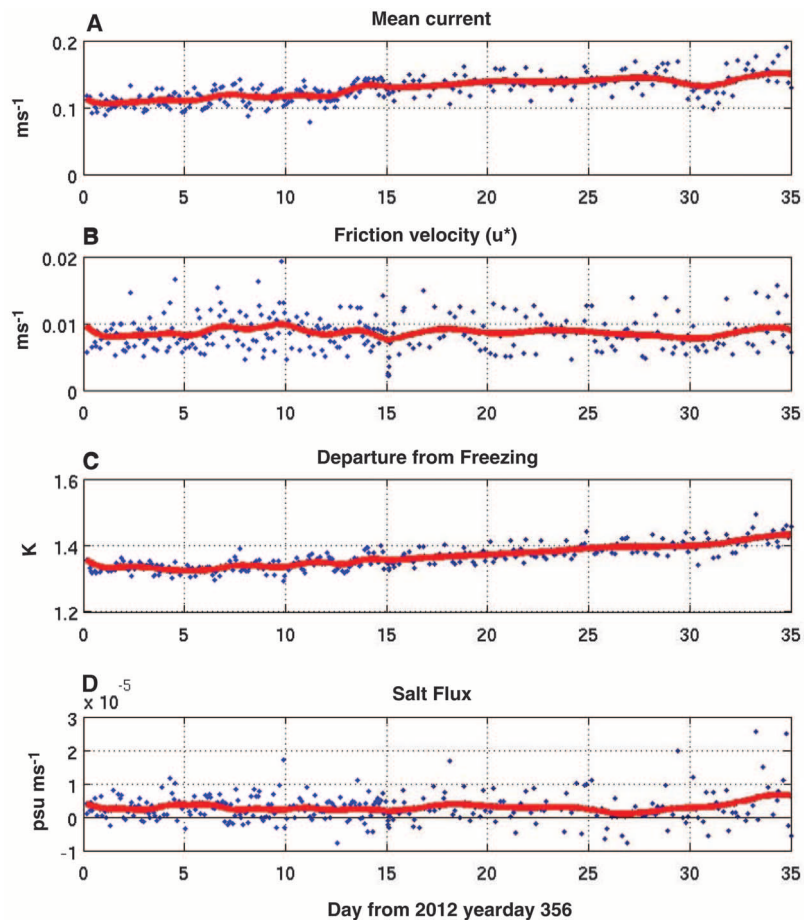 A
Mean current
0.2
0.1
0
ms-1
0 5 10 15 20 25 30 35
B
Friction velocity (u*)
0.02
0.01
0
ms-1
0 5 10 15 20 25 30 35
C
Departure from Freezing
1.6
1.4
1.2
K
0 5 10 15 20 25 30 35
D
x 10-5
Salt Flux
3
2
1
0
-1
psu ms-1
0 5 10 15 20 25 30 35
Day from 2012 yearday 356